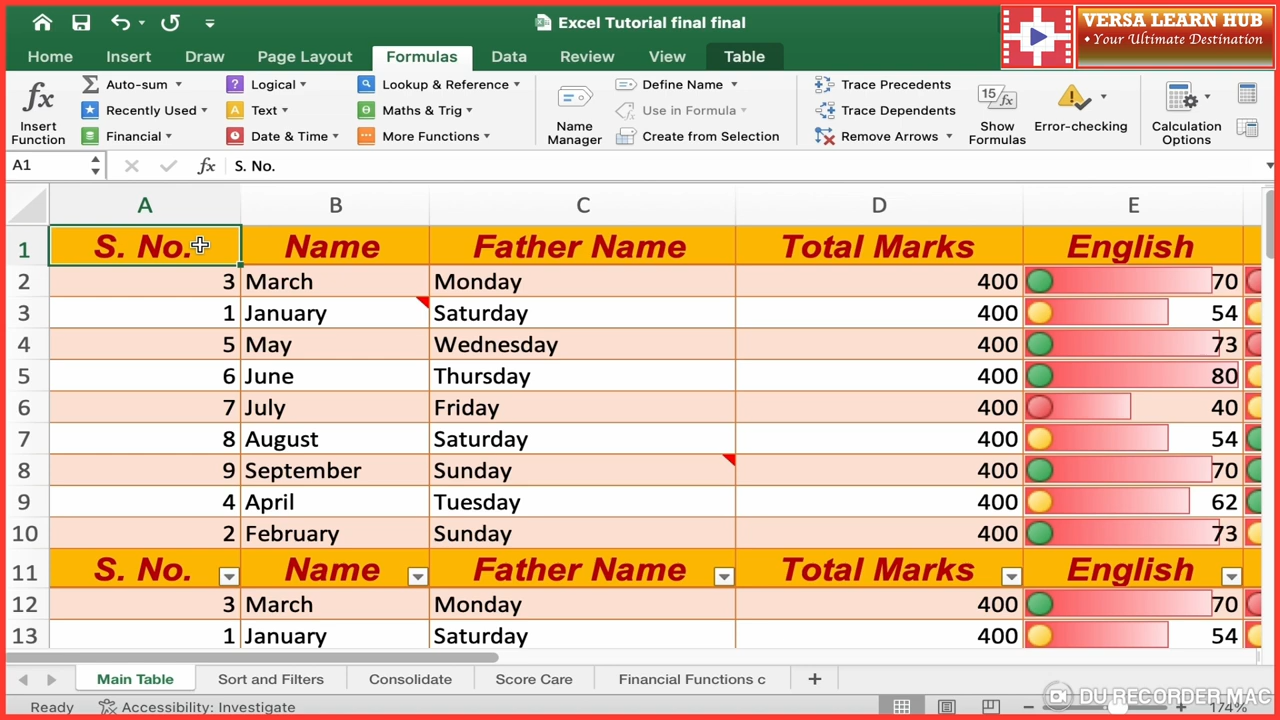 Excel Tutorial final final
VERSA LEARN HUB
• Your Ultimate Destination
Home Insert Draw Page Layout Formulas Data Review View Table
fx Insert Function
Auto-sum
Recently Used
Financial
Logical
Text
Date & Time
Lookup & Reference
Maths & Trig
More Functions
Name Manager
Define Name
Use in Formula
Create from Selection
Trace Precedents
Trace Dependents
Remove Arrows
15 fx Show Formulas
Error-checking
Calculation Options
A1 fx S. No.
A B C D E
1 S. No. Name Father Name Total Marks English
2 3 March Monday 400 70
3 1 January Saturday 400 54
4 5 May Wednesday 400 73
5 6 June Thursday 400 80
6 7 July Friday 400 40
7 8 August Saturday 400 54
8 9 September Sunday 400 70
9 4 April Tuesday 400 62
10 2 February Sunday 400 73
11 S. No. Name Father Name Total Marks English
12 3 March Monday 400 70
13 1 January Saturday 400 54
Main Table Sort and Filters Consolidate Score Care Financial Functions c +
Ready Accessibility: Investigate 174%
DU RECORDER MAC